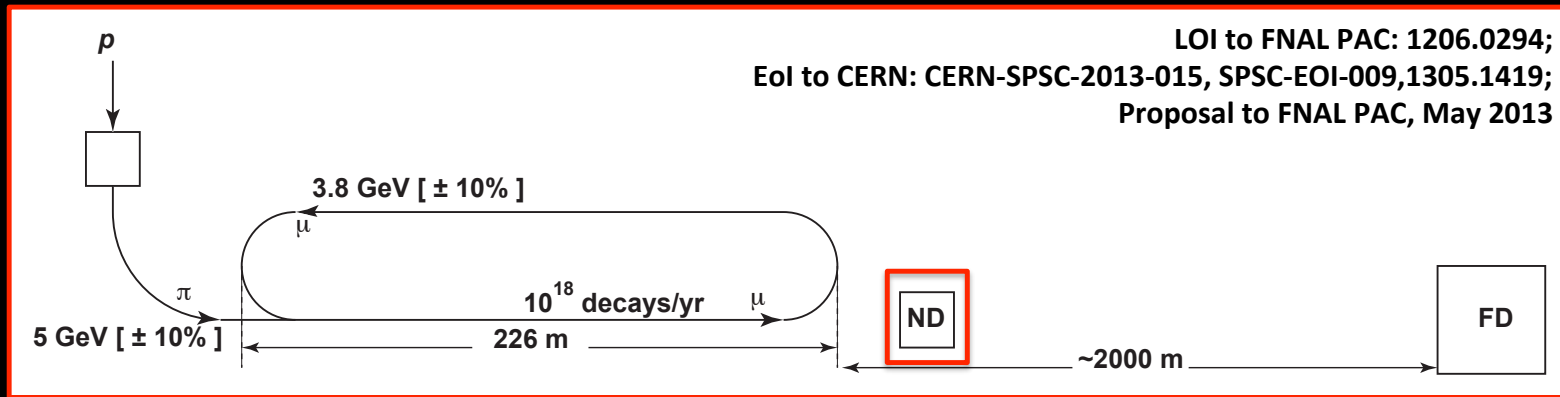 p
LOI to FNAL PAC: 1206.0294;
EoI to CERN: CERN-SPSC-2013-015, SPSC-EOI-009,1305.1419;
Proposal to FNAL PAC, May 2013
3.8 GeV [ ± 10% ]
μ
π
10^18 decays/yr
μ
5 GeV [ ± 10% ]
226 m
ND
FD
~2000 m